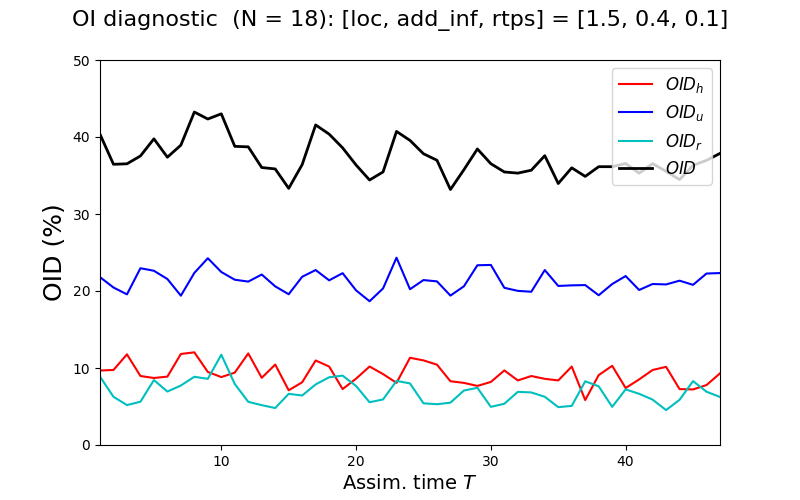 OI diagnostic (N = 18): [loc, add_inf, rtps] = [1.5, 0.4, 0.1]
50
40
30
20
10
0
OID (%)
OID_h
OID_u
OID_r
OID
10
20
30
40
Assim. time T